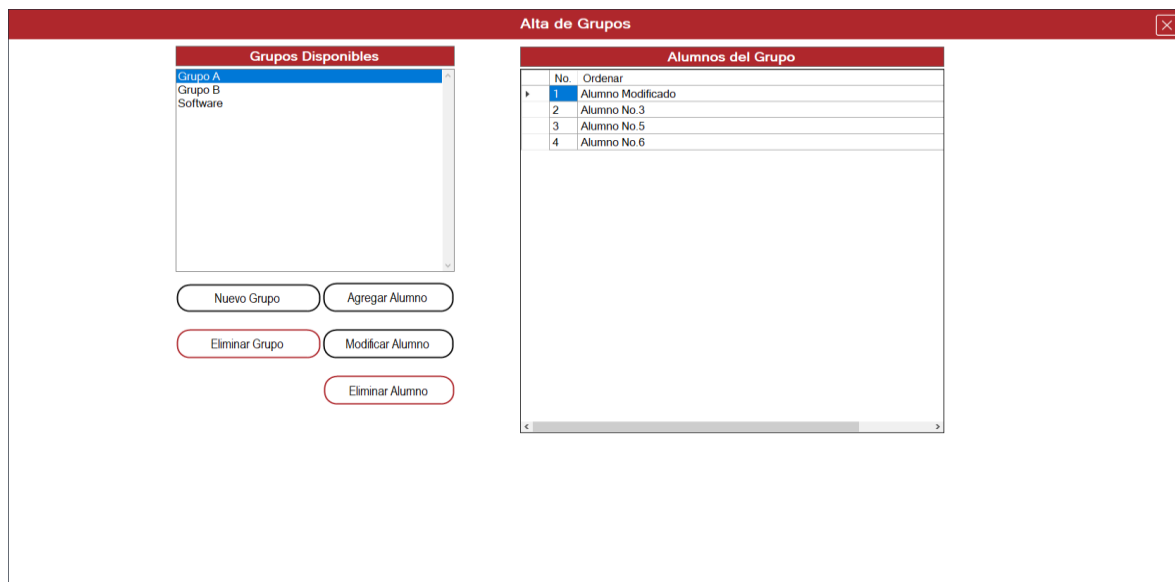 Alta de Grupos
Grupos Disponibles
Grupo A
Grupo B
Software
Nuevo Grupo
Agregar Alumno
Eliminar Grupo
Modificar Alumno
Eliminar Alumno
Alumnos del Grupo
No. Ordenar
1 Alumno Modificado
2 Alumno No.3
3 Alumno No.5
4 Alumno No.6